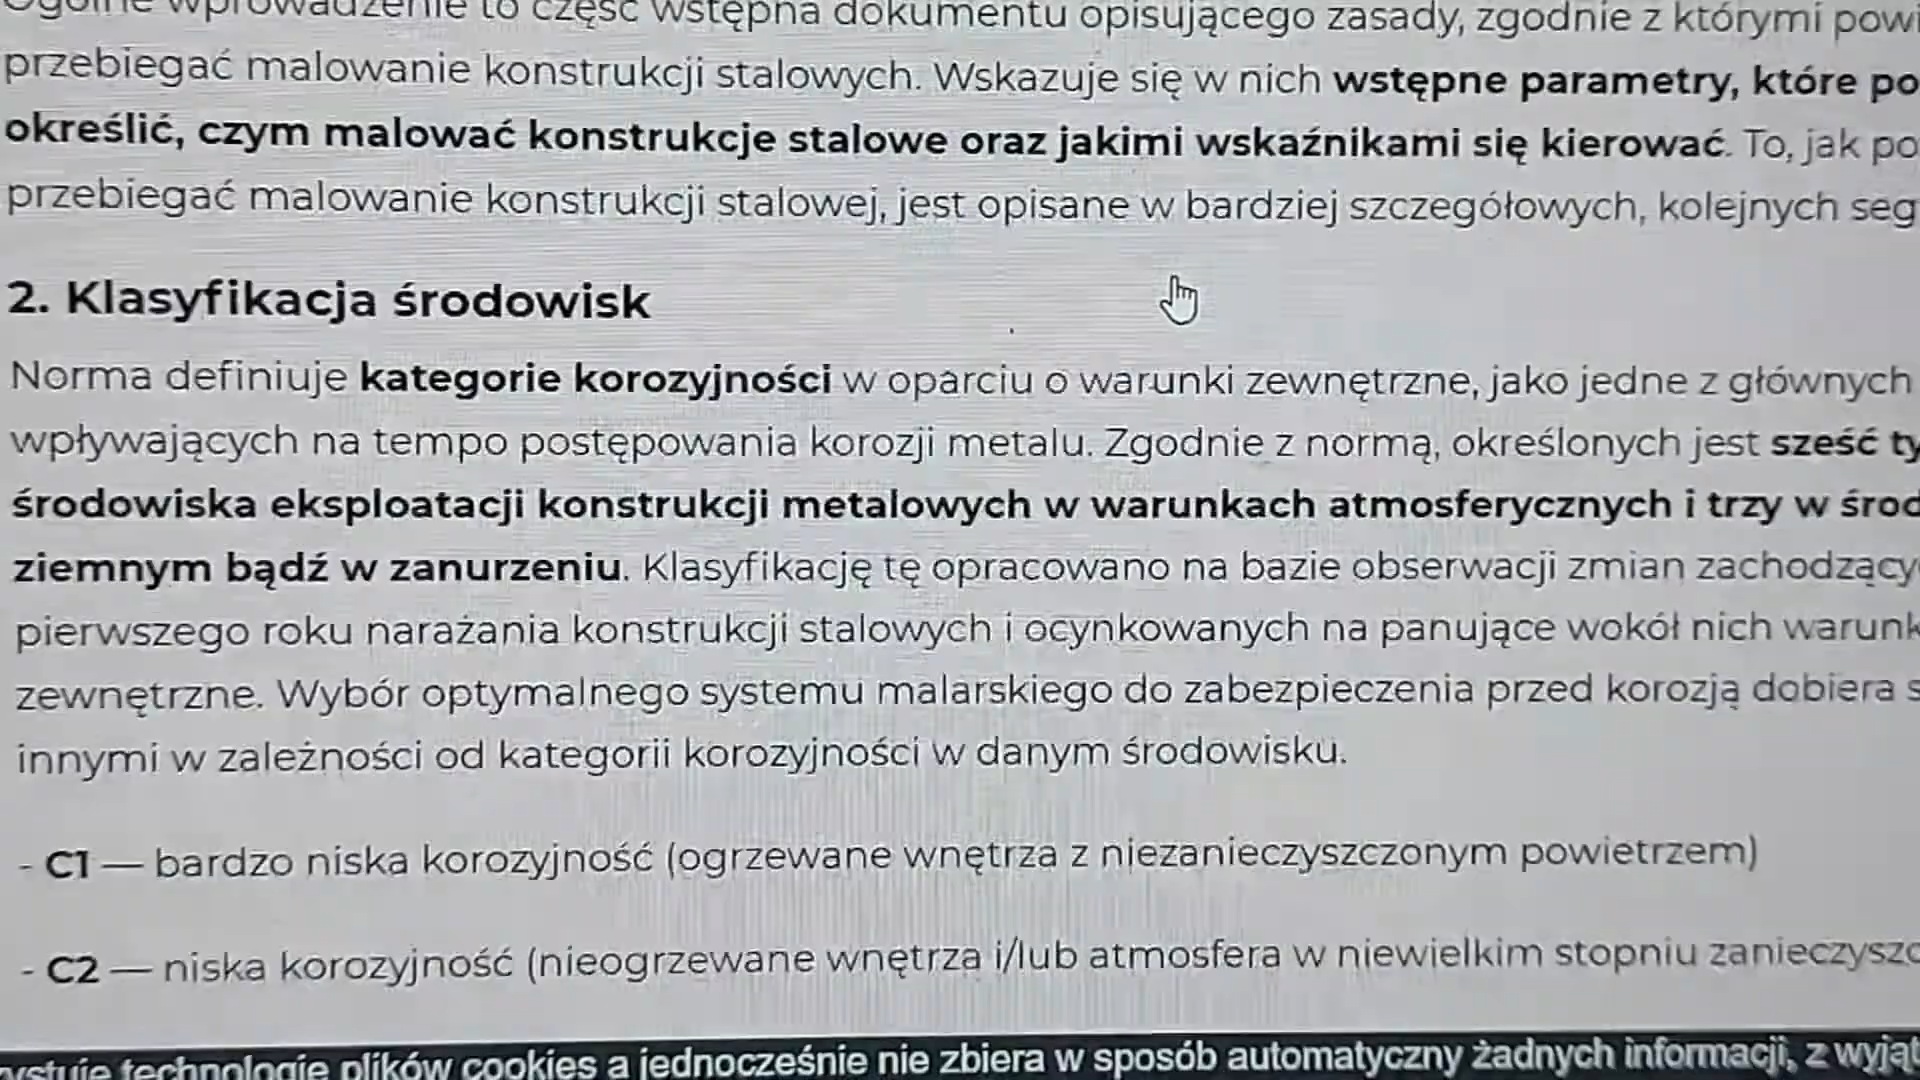 Ogólne wprowadzenie to część wstępna dokumentu opisującego zasady, zgodnie z którymi powi
przebiegać malowanie konstrukcji stalowych. Wskazuje się w nich wstępne parametry, które po
określić, czym malować konstrukcje stalowe oraz jakimi wskaźnikami się kierować. To, jak po
przebiegać malowanie konstrukcji stalowej, jest opisane w bardziej szczegółowych, kolejnych seg
2. Klasyfikacja środowisk
Norma definiuje kategorie korozyjności w oparciu o warunki zewnętrzne, jako jedne z głównych
wpływających na tempo postępowania korozji metalu. Zgodnie z normą, określonych jest sześć ty
środowiska eksploatacji konstrukcji metalowych w warunkach atmosferycznych i trzy w środ
ziemnym bądź w zanurzeniu. Klasyfikację tę opracowano na bazie obserwacji zmian zachodzący
pierwszego roku narażania konstrukcji stalowych i ocynkowanych na panujące wokół nich warunk
zewnętrzne. Wybór optymalnego systemu malarskiego do zabezpieczenia przed korozją dobiera s
innymi w zależności od kategorii korozyjności w danym środowisku.
- C1 — bardzo niska korozyjność (ogrzewane wnętrza z niezanieczyszczonym powietrzem)
- C2 — niska korozyjność (nieogrzewane wnętrza i/lub atmosfera w niewielkim stopniu zanieczyszc
ystuje technologię plików cookies a jednocześnie nie zbiera w sposób automatyczny żadnych informacji, z wyjąt